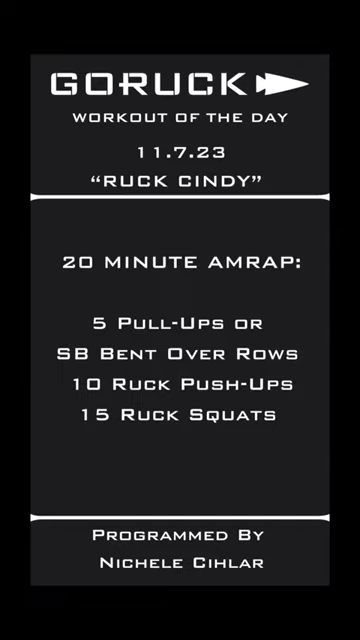 GORUCK
WORKOUT OF THE DAY
11.7.23
“RUCK CINDY”
20 MINUTE AMRAP:
5 PULL-UPS OR
SB BENT OVER ROWS
10 RUCK PUSH-UPS
15 RUCK SQUATS
PROGRAMMED BY
NICHELE CIHLAR